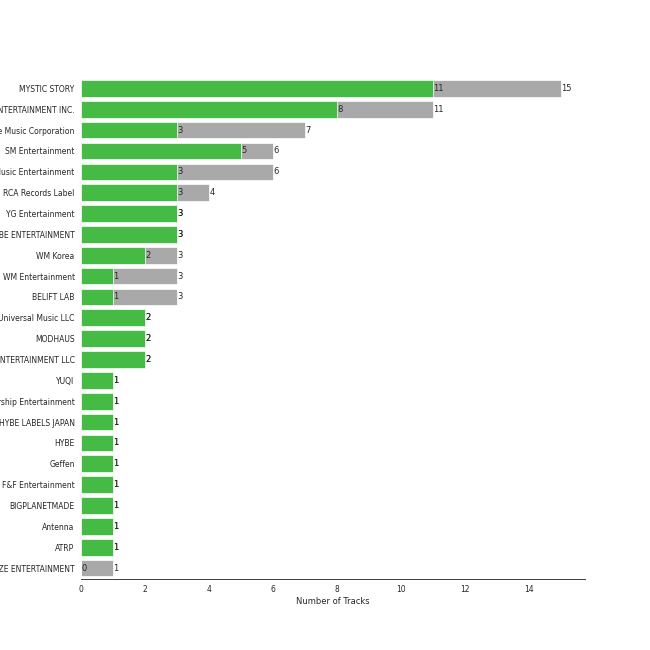 MYSTIC STORY 11 15
NTERTAINMENT INC. 8 11
e Music Corporation 3 7
SM Entertainment 5 6
usic Entertainment 3 6
RCA Records Label 3 4
YG Entertainment 3
BE ENTERTAINMENT 3
WM Korea 2 3
WM Entertainment 1 3
BELIFT LAB 1 3
Universal Music LLC 2
MODHAUS 2
ENTERTAINMENT LLC 2
YUQI 1
rship Entertainment 1
HYBE LABELS JAPAN 1
HYBE 1
Geffen 1
F&F Entertainment 1
BIGPLANETMADE 1
Antenna 1
ATRP 1
ZE ENTERTAINMENT 0 1
0 2 4 6 8 10 12 14
Number of Tracks